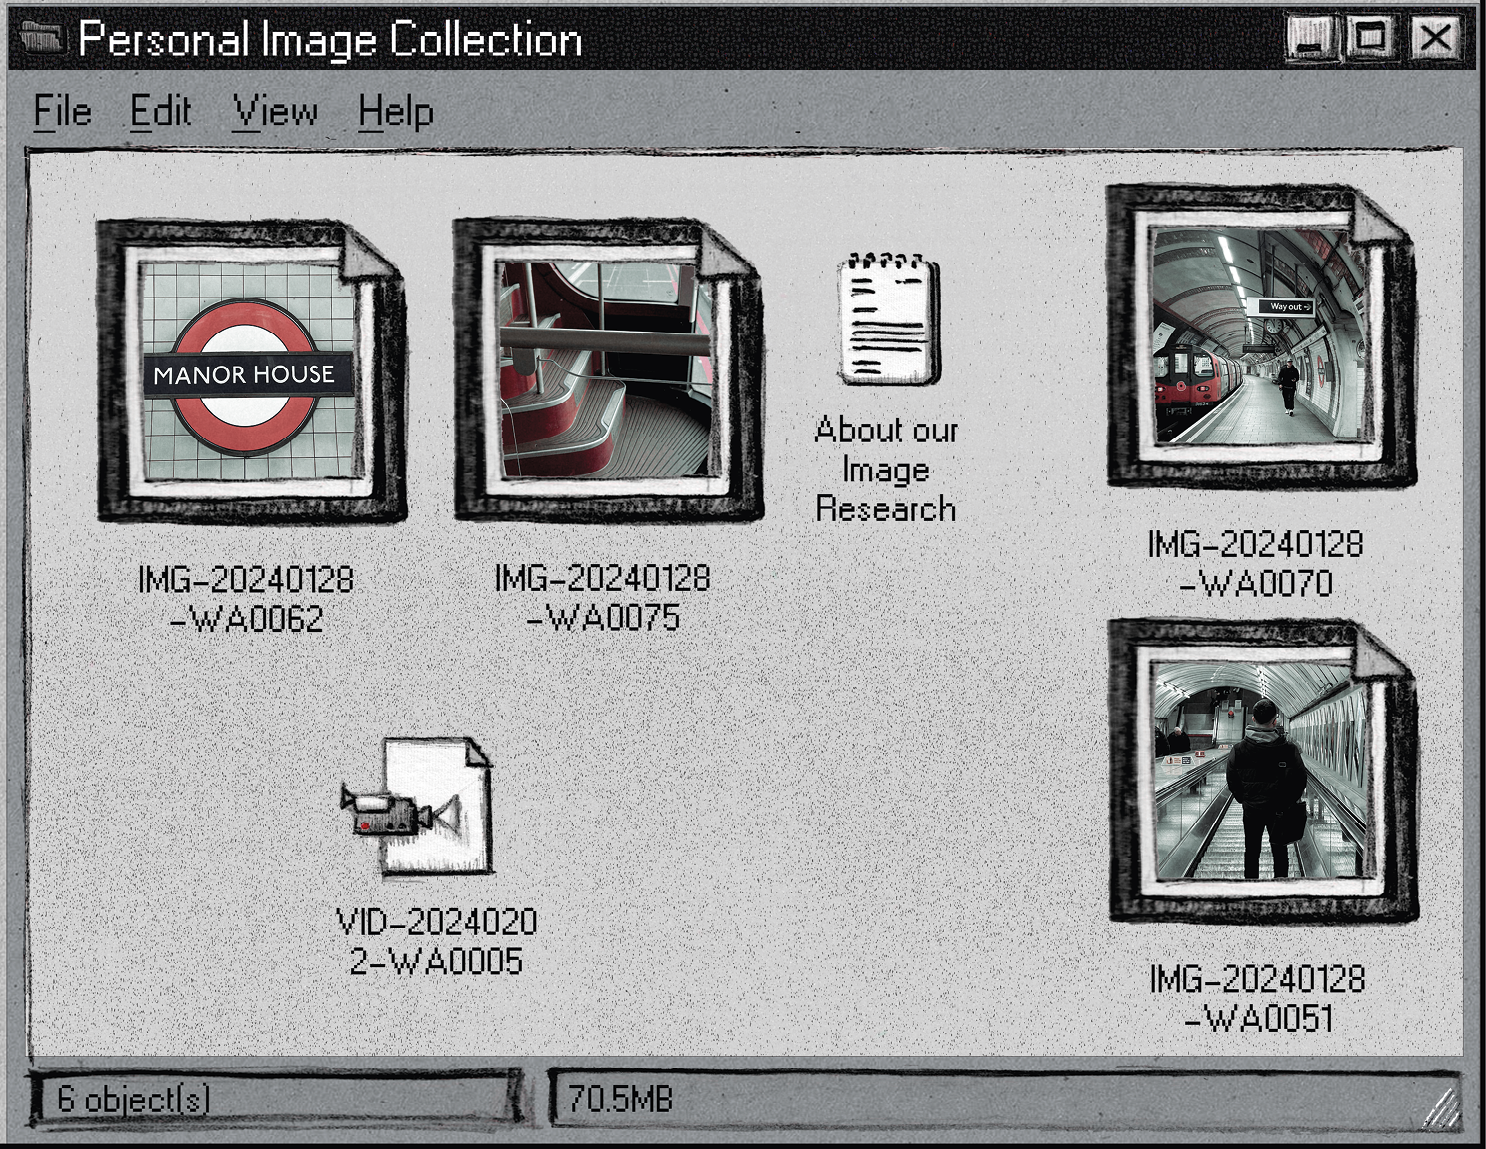 Personal Image Collection
File Edit View Help
MANOR HOUSE
IMG-20240128
-WA0062
IMG-20240128
-WA0075
About our
Image
Research
Way out →
IMG-20240128
-WA0070
VID-2024020
2-WA0005
IMG-20240128
-WA0051
6 object(s)
70.5MB